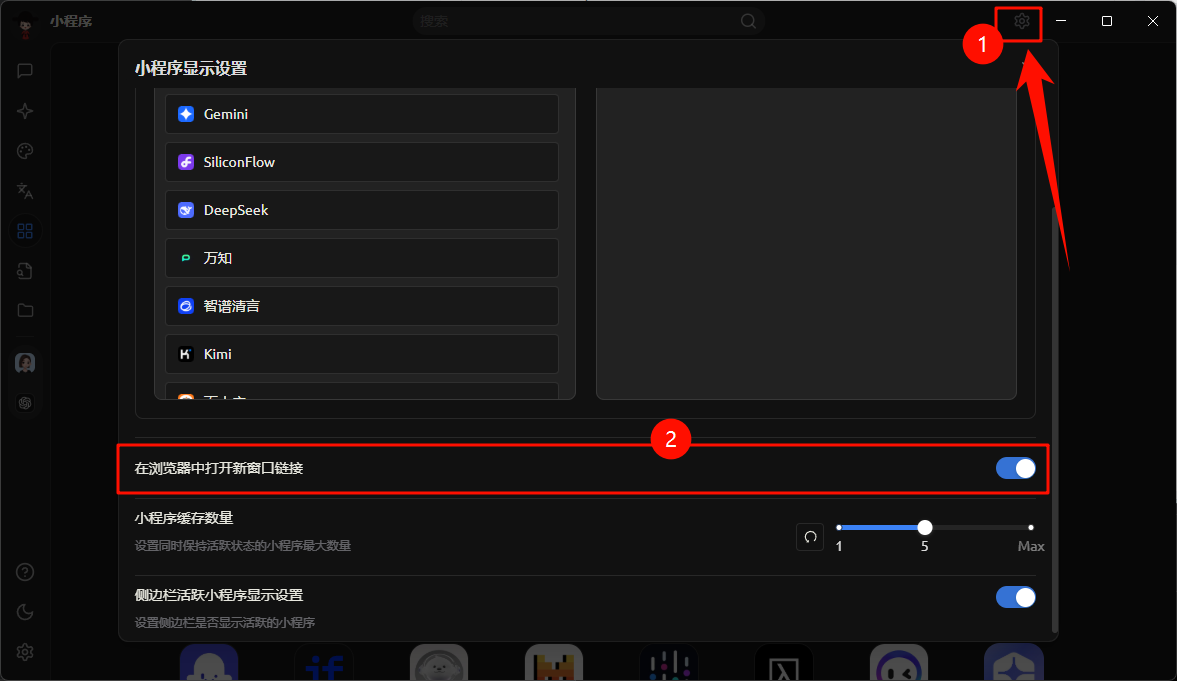 小程序
搜索
1
小程序显示设置
Gemini
SiliconFlow
DeepSeek
万知
智谱清言
Kimi
2
在浏览器中打开新窗口链接
小程序缓存数量
设置同时保持活跃状态的小程序最大数量
1
5
Max
侧边栏活跃小程序显示设置
设置侧边栏是否显示活跃的小程序